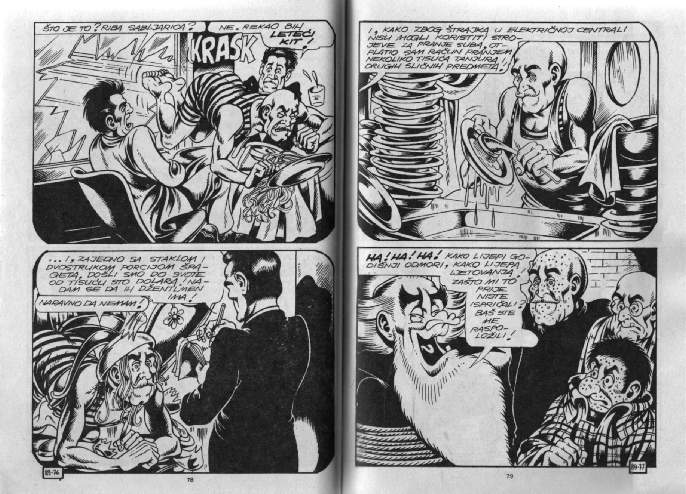 ŠTO JE TO? RIBA SABLJARICA?
NE. REKAO BIH
LETEĆI
KIT!
KRASK
... I, ZAJEDNO SA STAKLOM I
DVOSTRUKOM PORCIJOM ŠPA-
GETA, DOŠLI SMO DO SVOTE
OD TISUĆU STO DOLARA! NA-
DAM SE DA IH DŽENTLMEN
IMA!
NARAVNO DA NEMAM!
78
I, KAKO ZBOG ŠTRAJKA U ELEKTRIČNOJ CENTRALI
NISU MOGLI KORISTITI STRO-
JEVE ZA PRANJE SUĐA, OT-
PLATIO SAM RAČUN PRANJEM
NEKOLIKO TISUĆA TANJURA I
DRUGIH SLIČNIH PREDMETA!
HA! HA! HA! KAKO LIJEPI GO-
DIŠNJI ODMORI, KAKO LIJEPA
LJETOVANJA
ZAŠTO MI TO
PRIJE
NISTE
ISPRIČALI?
BAŠ STE
ME
RASPO-
LOŽILI!
79